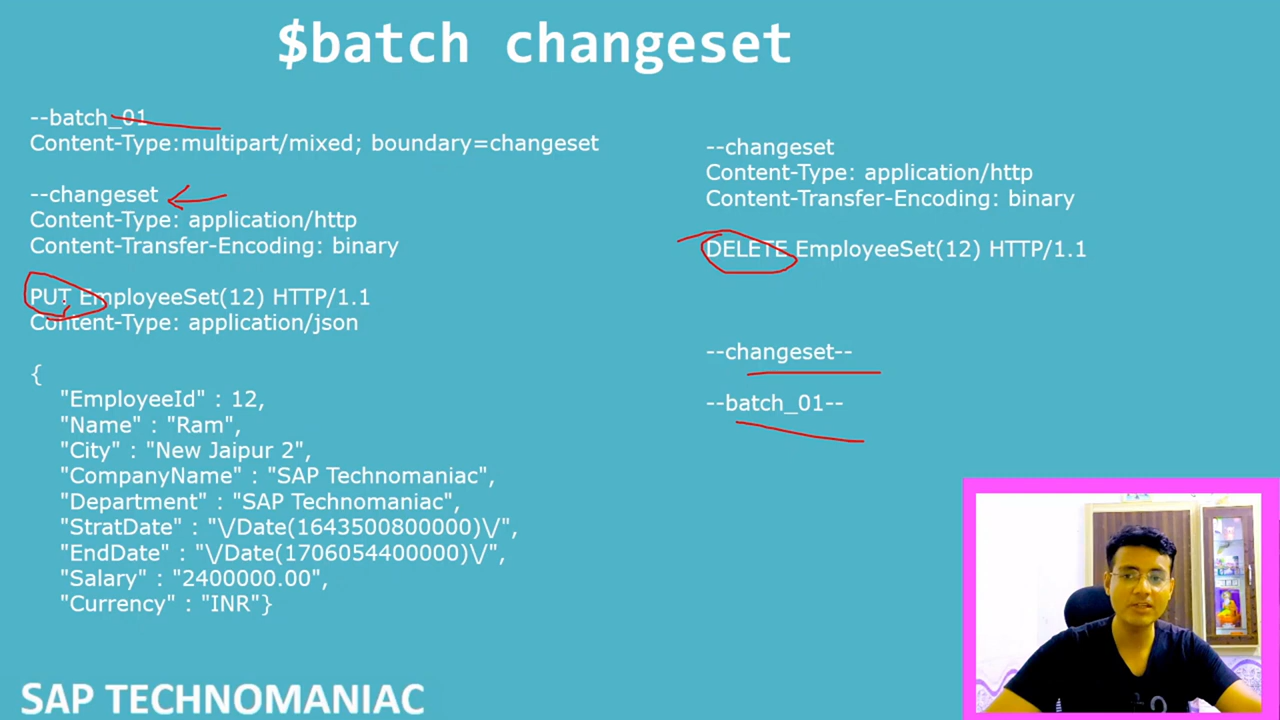 $batch changeset
--batch_01
Content-Type:multipart/mixed; boundary=changeset
--changeset
Content-Type: application/http
Content-Transfer-Encoding: binary
PUT EmployeeSet(12) HTTP/1.1
Content-Type: application/json
{
"EmployeeId" : 12,
"Name" : "Ram",
"City" : "New Jaipur 2",
"CompanyName" : "SAP Technomaniac",
"Department" : "SAP Technomaniac",
"StratDate" : "\/Date(1643500800000)\/",
"EndDate" : "\/Date(1706054400000)\/",
"Salary" : "2400000.00",
"Currency" : "INR"}
--changeset
Content-Type: application/http
Content-Transfer-Encoding: binary
DELETE EmployeeSet(12) HTTP/1.1
--changeset--
--batch_01--
SAP TECHNOMANIAC